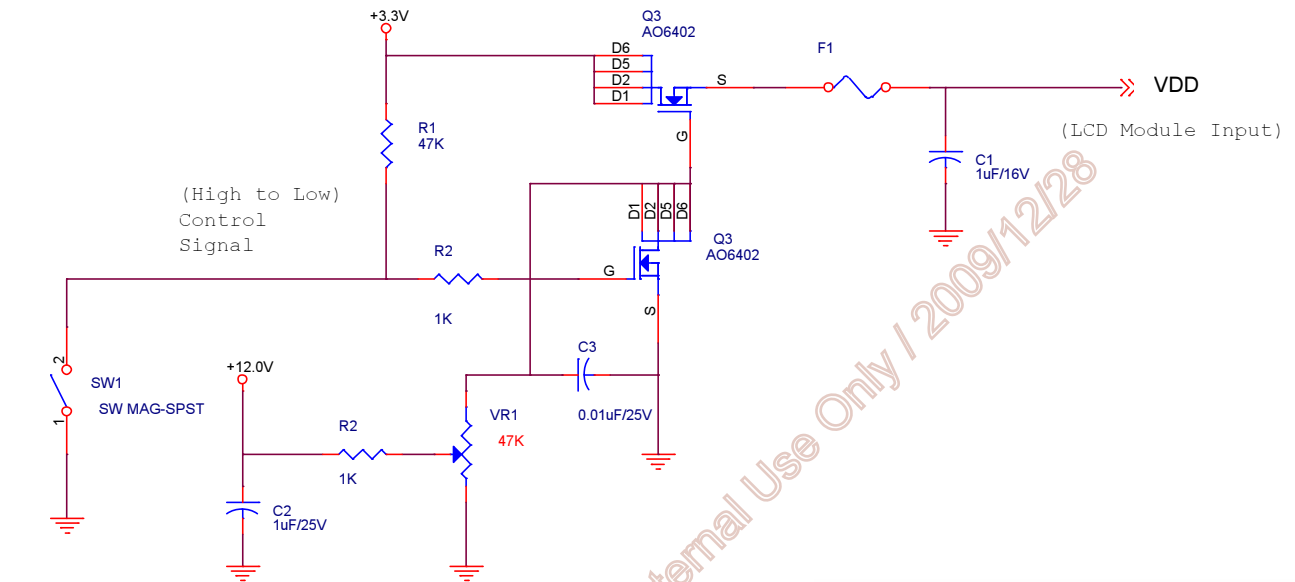 +3.3V
Q3
AO6402
D6
D5
D2
D1
S
G
F1
VDD
(LCD Module Input)
R1
47K
C1
1uF/16V
(High to Low)
Control
Signal
D1
D2
D5
D6
Q3
AO6402
R2
1K
G
S
2
SW1
SW MAG-SPST
1
+12.0V
C3
0.01uF/25V
VR1
47K
R2
1K
C2
1uF/25V
Use Only / 2009/12/28